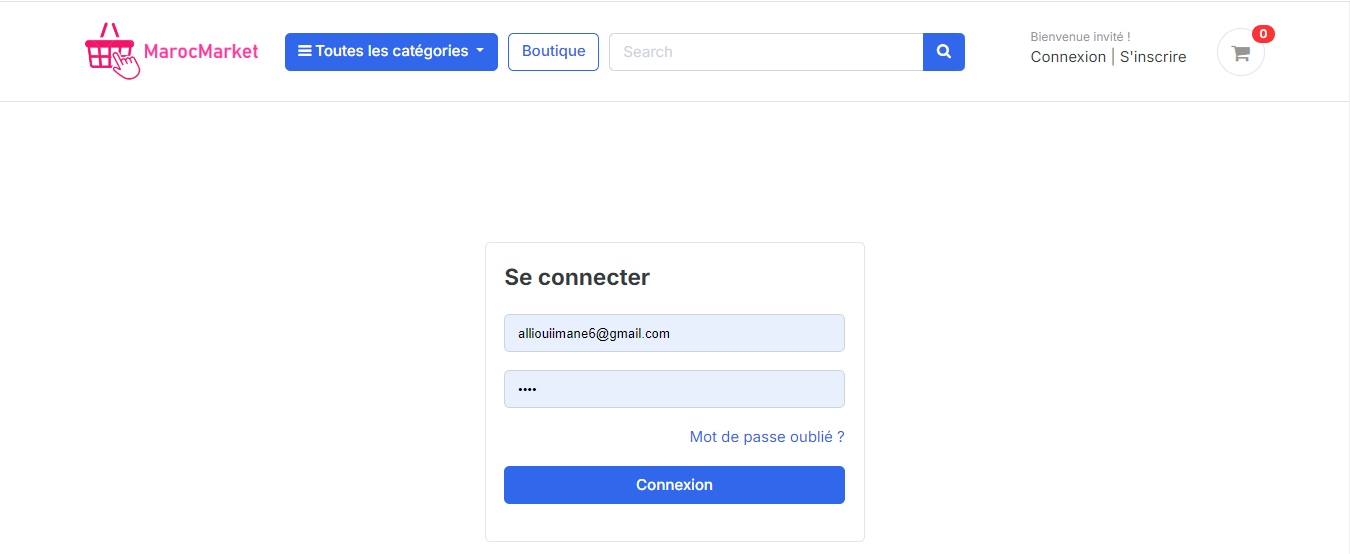 MarocMarket
Toutes les catégories
Boutique
Search
Bienvenue invité !
Connexion | S'inscrire
0
Se connecter
alliouiimane6@gmail.com
••••
Mot de passe oublié ?
Connexion